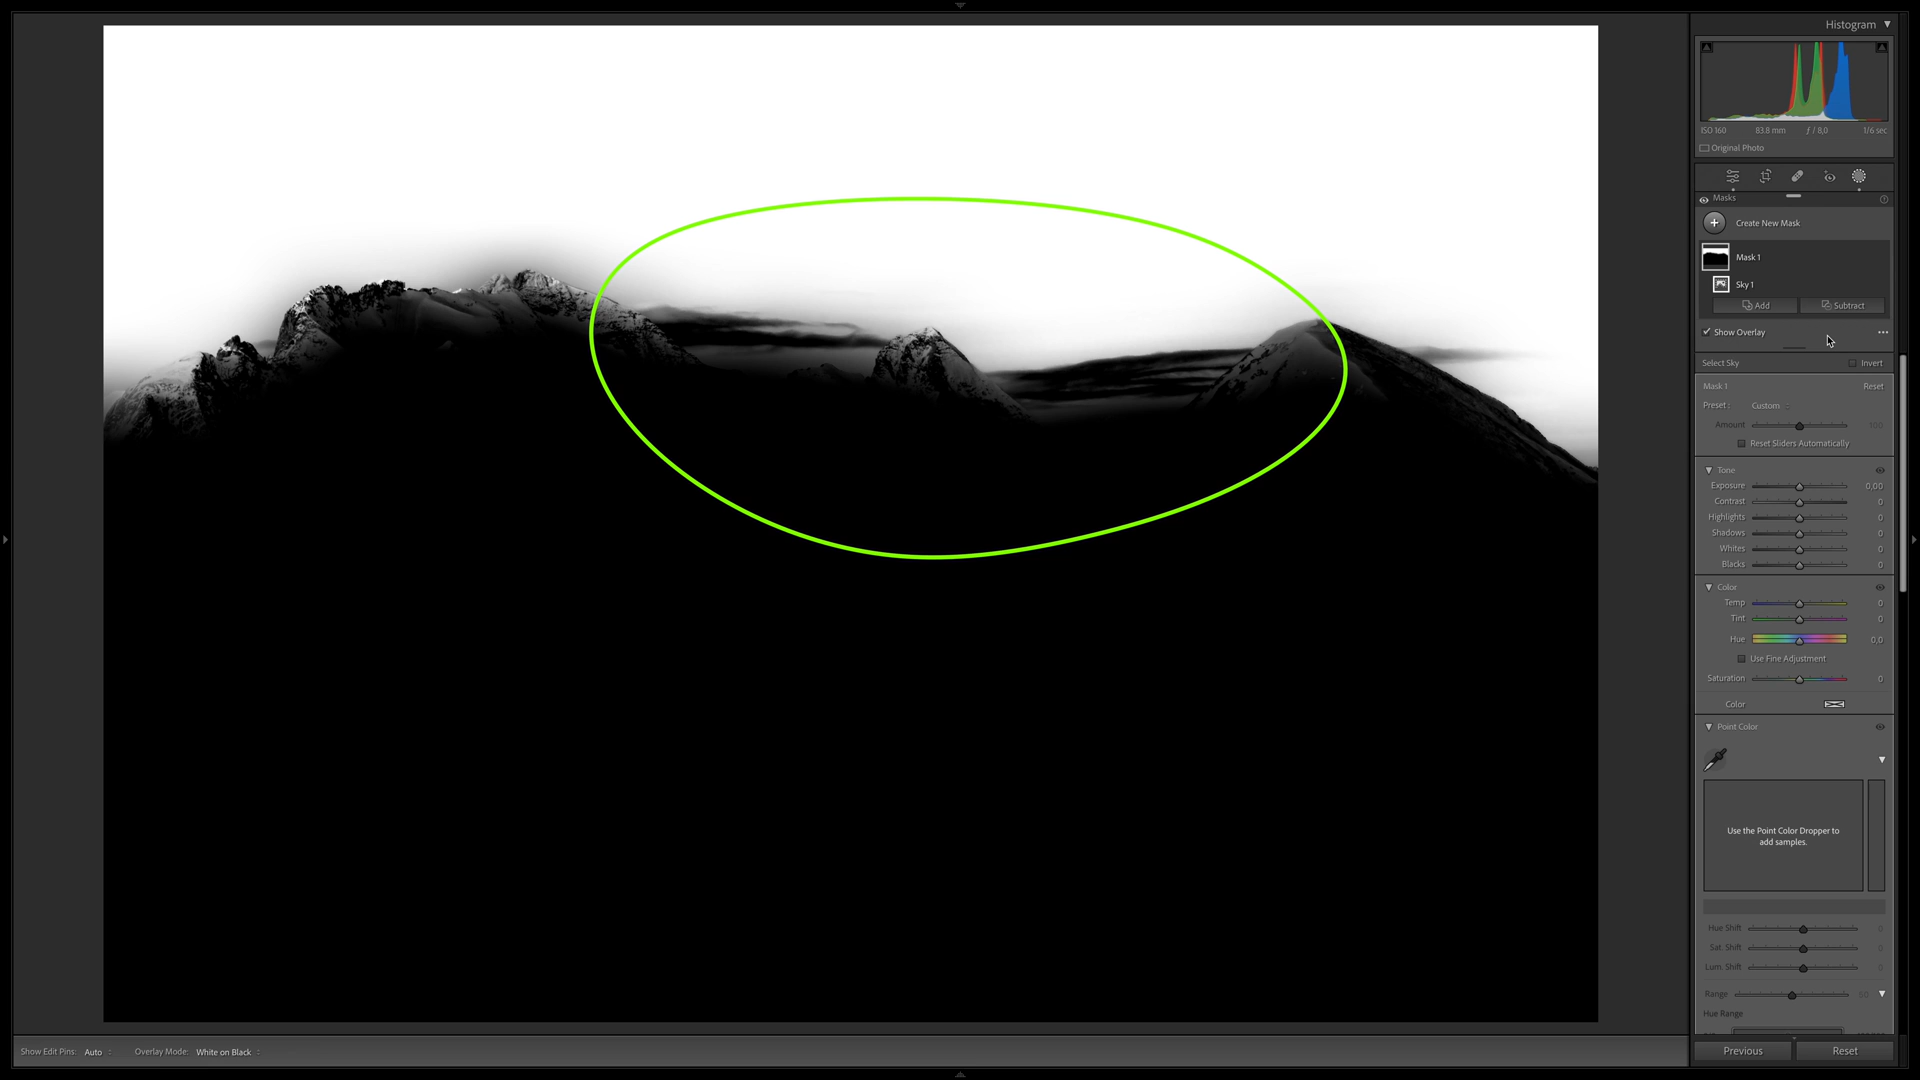 Histogram
ISO 160 83.8 mm ƒ / 8,0 1/6 sec
Original Photo
Masks
Create New Mask
Mask 1
Sky 1
Add Subtract
Show Overlay
Select Sky Invert
Mask 1 Reset
Preset: Custom
Amount 100
Reset Sliders Automatically
Tone
Exposure 0,00
Contrast 0
Highlights 0
Shadows 0
Whites 0
Blacks 0
Color
Temp 0
Tint 0
Hue 0,0
Use Fine Adjustment
Saturation 0
Color
Point Color
Use the Point Color Dropper to
add samples.
Hue Shift 0
Sat. Shift 0
Lum. Shift 0
Range 50
Hue Range
Show Edit Pins: Auto Overlay Mode: White on Black
Previous Reset